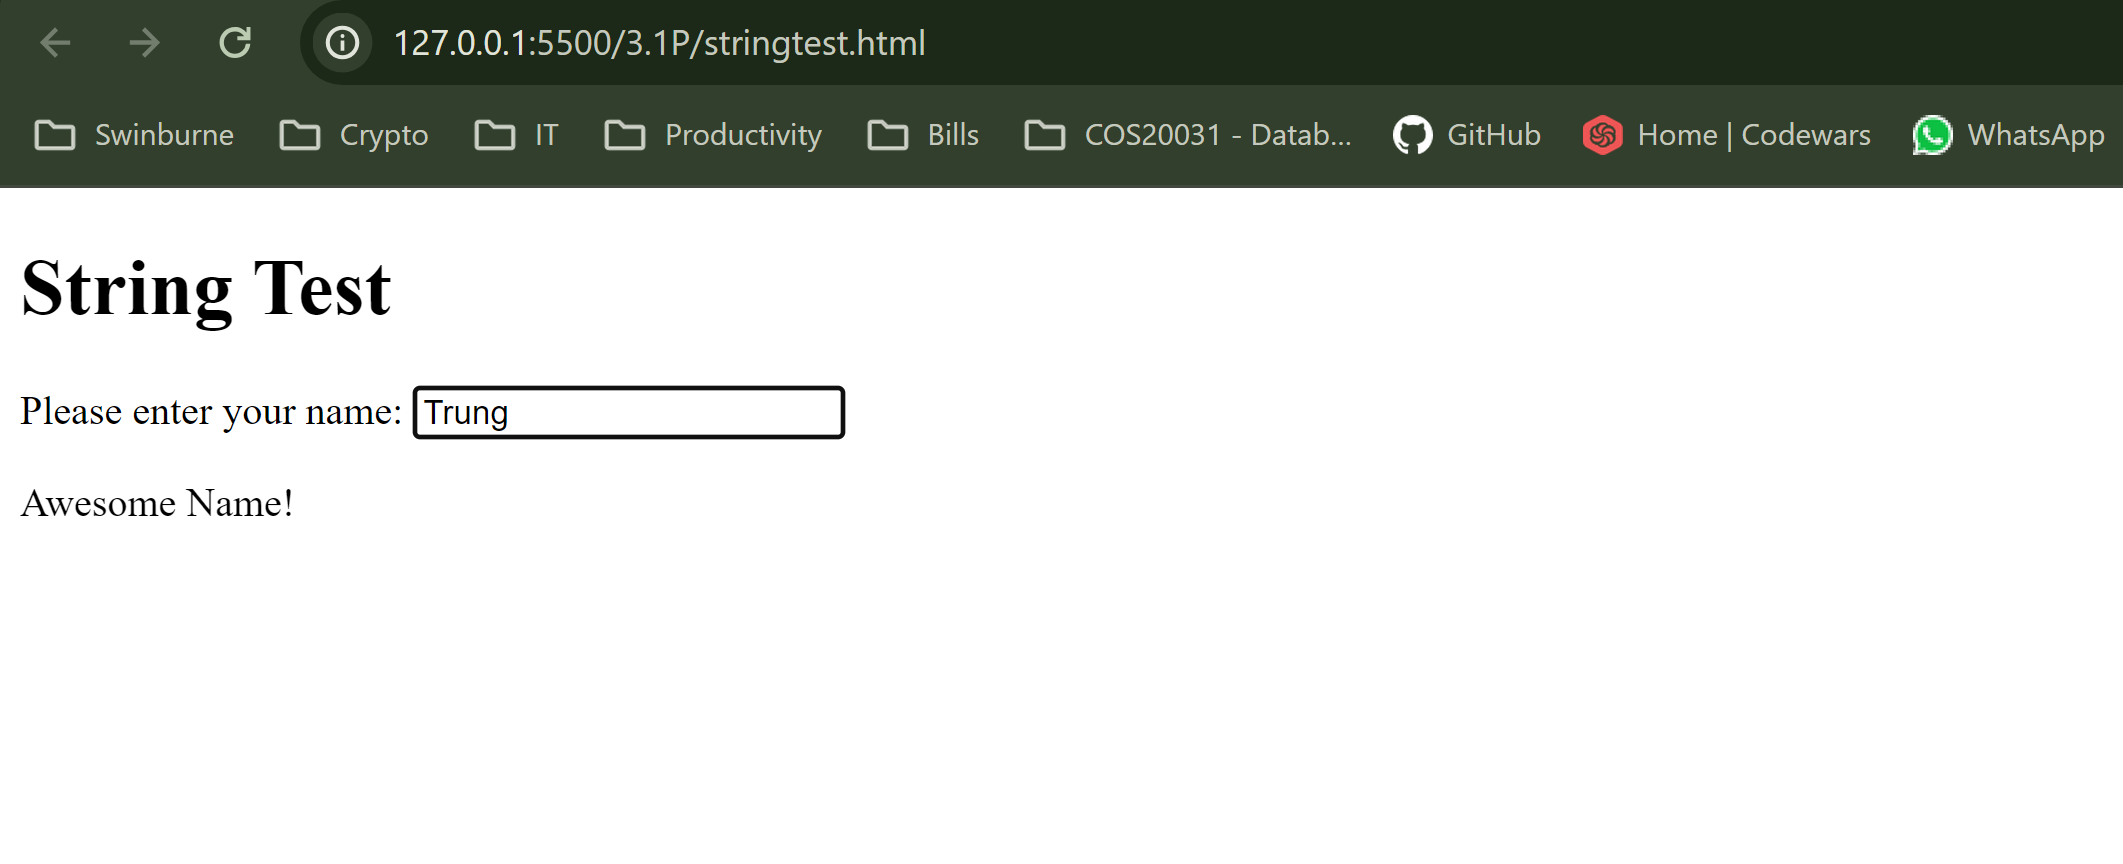 127.0.0.1:5500/3.1P/stringtest.html
Swinburne Crypto IT Productivity Bills COS20031 - Datab... GitHub Home | Codewars WhatsApp
String Test
Please enter your name: Trung
Awesome Name!